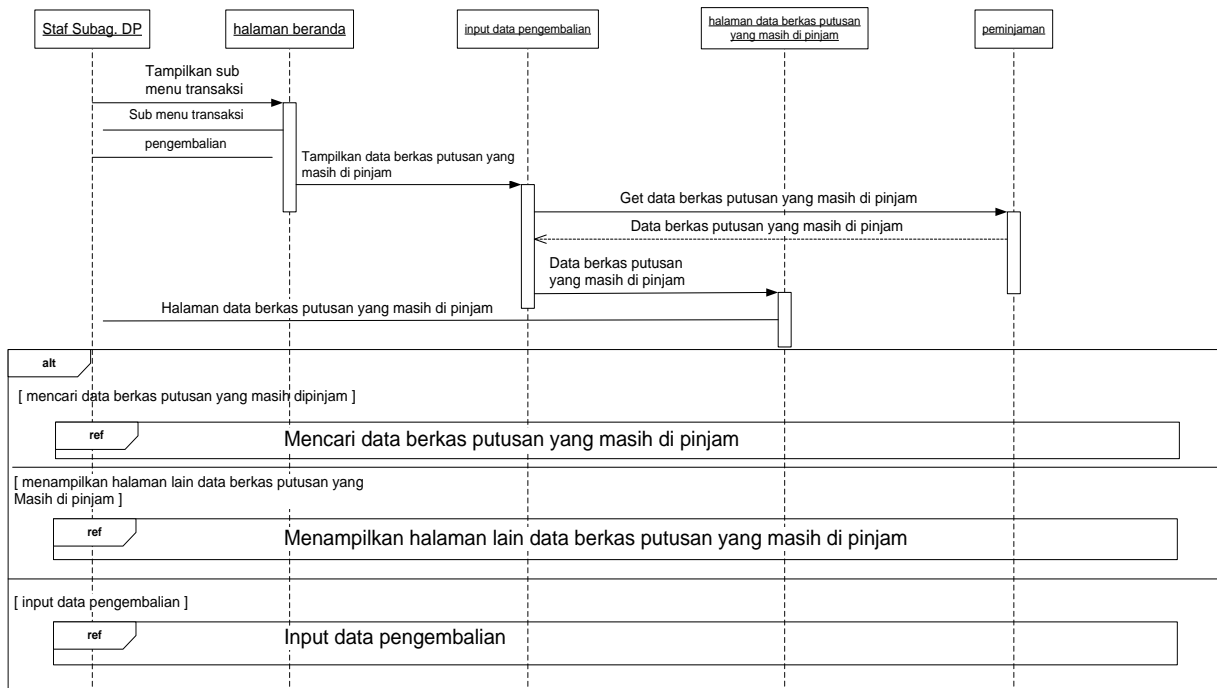 Staf Subag. DP
halaman beranda
input data pengembalian
halaman data berkas putusan
yang masih di pinjam
peminjaman
Tampilkan sub
menu transaksi
Sub menu transaksi
pengembalian
Tampilkan data berkas putusan yang
masih di pinjam
Get data berkas putusan yang masih di pinjam
Data berkas putusan yang masih di pinjam
Data berkas putusan
yang masih di pinjam
Halaman data berkas putusan yang masih di pinjam
alt
[ mencari data berkas putusan yang masih dipinjam ]
ref
Mencari data berkas putusan yang masih di pinjam
[ menampilkan halaman lain data berkas putusan yang
Masih di pinjam ]
ref
Menampilkan halaman lain data berkas putusan yang masih di pinjam
[ input data pengembalian ]
ref
Input data pengembalian